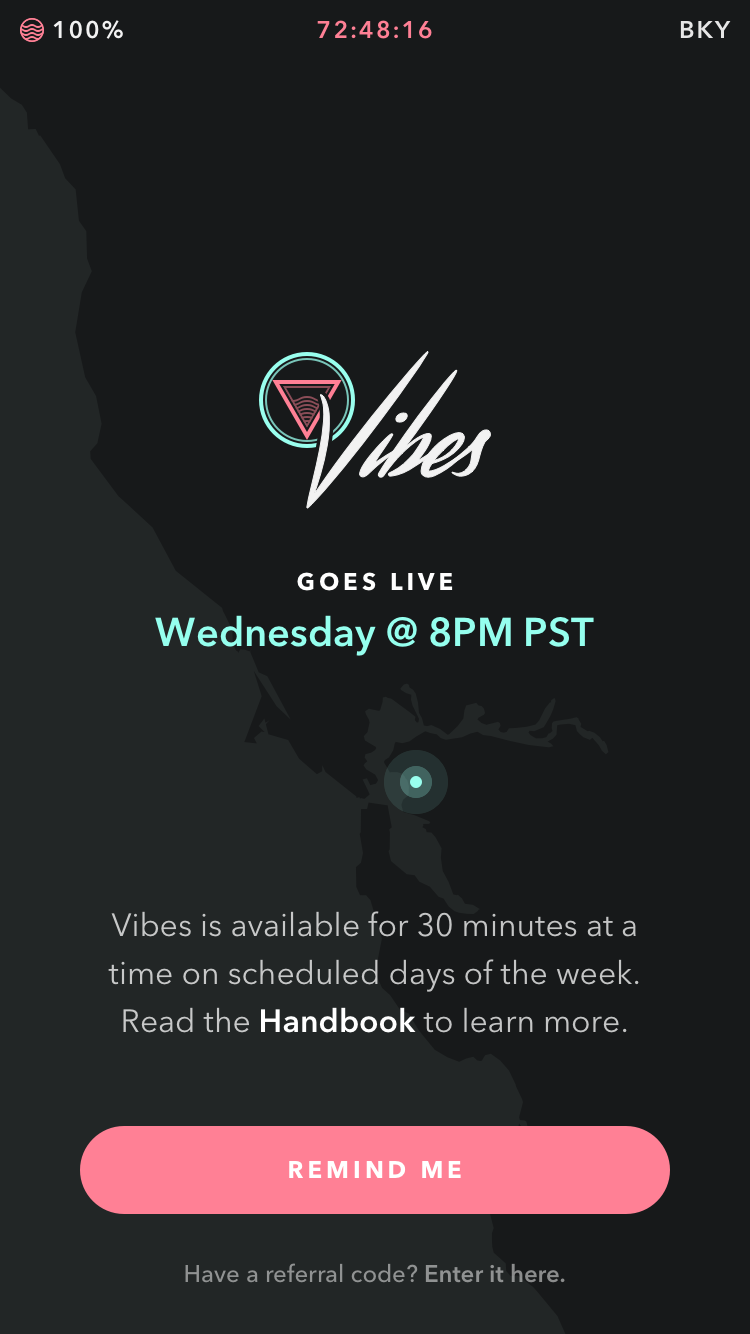 100%
72:48:16
BKY
Vibes
GOES LIVE
Wednesday @ 8PM PST
Vibes is available for 30 minutes at a
time on scheduled days of the week.
Read the Handbook to learn more.
REMIND ME
Have a referral code? Enter it here.